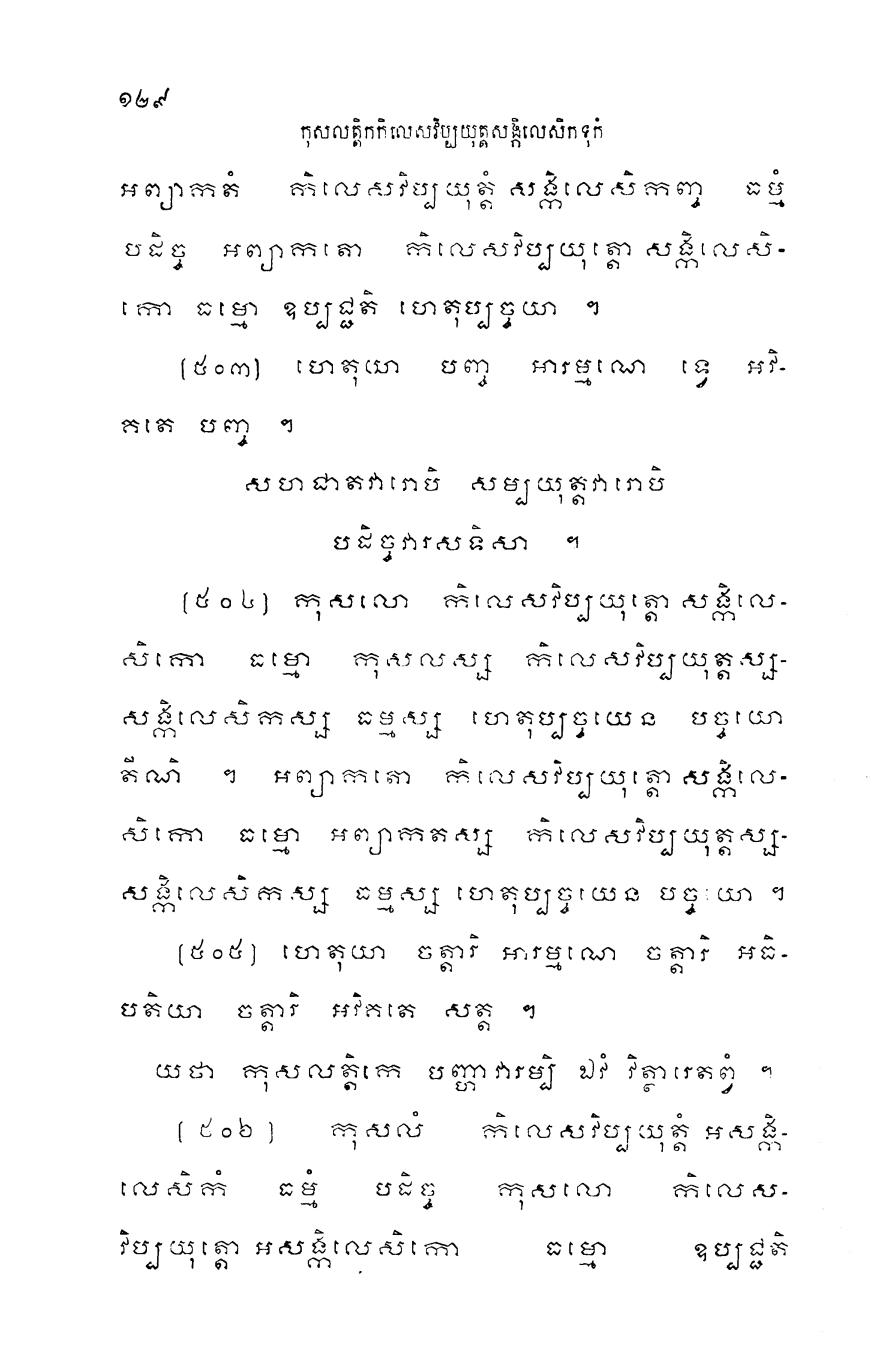 ១២៩
កុសលត្តិកកិលេសវិប្បយុត្តសង្កិលេសិកទុកំ
អព្យាកតំ កិលេសវិប្បយុត្តំ សង្កិលេសិកញ្ច ធម្មំ
បដិច្ច អព្យាកតោ កិលេសវិប្បយុត្តោ សង្កិលេសិ-
កោ ធម្មោ ឧប្បជ្ជតិ ហេតុប្បច្ចយា ។
(៥០៣) ហេតុយោ បញ្ច អារម្មណោ ទ្វេ អវិ-
គតេ បញ្ច ។
សហជាតវារោបិ សម្បយុត្តវារោបិ
បដិច្ចវារសទិសា ។
(៥០៤) កុសលោ កិលេសវិប្បយុត្តោ សង្កិលេ-
សិកោ ធម្មោ កុសលស្ស កិលេសវិប្បយុត្តស្ស-
សង្កិលេសិកស្ស ធម្មស្ស ហេតុប្បច្ចយេន បច្ចយោ
តីណិ ។ អព្យាកតោ កិលេសវិប្បយុត្តោ សង្កិលេ-
សិកោ ធម្មោ អព្យាកតស្ស កិលេសវិប្បយុត្តស្ស-
សង្កិលេសិកស្ស ធម្មស្ស ហេតុប្បច្ចយេន បច្ចៈយា ។
(៥០៥) ហេតុយា ចត្តារិ អារម្មណោ ចត្តារិ អធិ-
បតិយា ចត្តារិ អវិគតេ សត្ត ។
យថា កុសលត្តិកេ បញ្ហាវារម្បិ ឯវំ វិត្ថារេតព្វំ ។
(៥០៦) កុសលំ កិលេសវិប្បយុត្តំ អសង្កិ-
លេសិកំ ធម្មំ បដិច្ច កុសលោ កិលេស-
វិប្បយុត្តោ អសង្កិលេសិកោ ធម្មោ ឧប្បជ្ជតិ